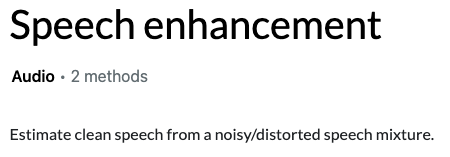 Speech enhancement
Audio • 2 methods
Estimate clean speech from a noisy/distorted speech mixture.